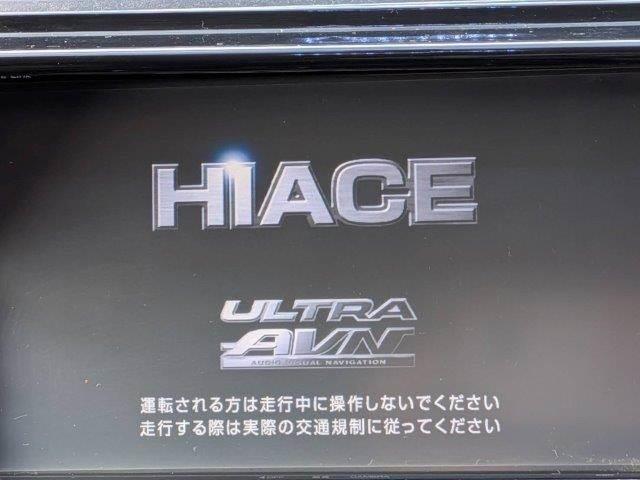 HIACE
ULTRA
AVN
AUDIO VISUAL NAVIGATION
運転される方は走行中に操作しないでください
走行する際は実際の交通規制に従ってください